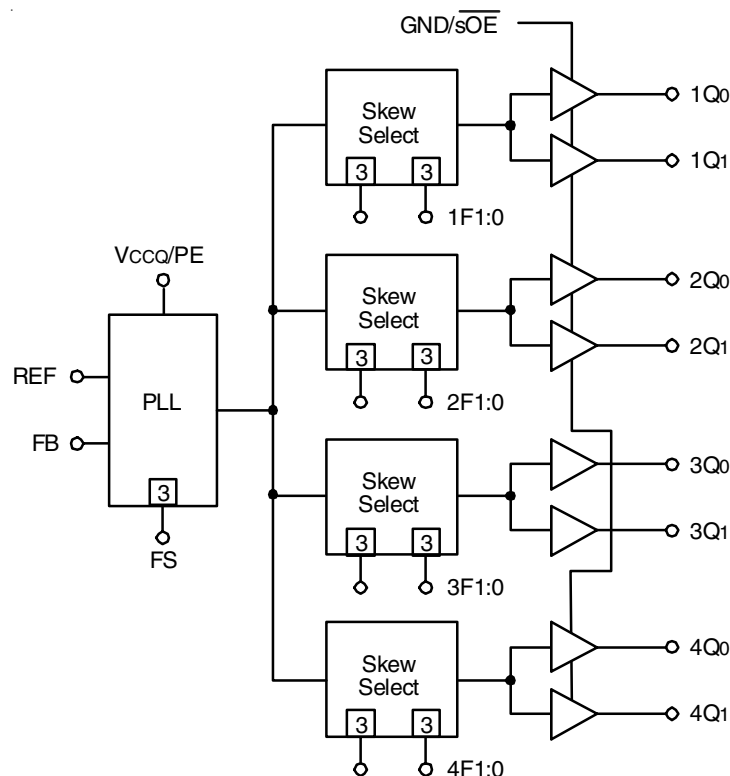 GND/sOE
Skew
Select
3 3
1F1:0
1Q0
1Q1
VCCQ/PE
REF
FB
PLL
3
FS
Skew
Select
3 3
2F1:0
2Q0
2Q1
Skew
Select
3 3
3F1:0
3Q0
3Q1
Skew
Select
3 3
4F1:0
4Q0
4Q1